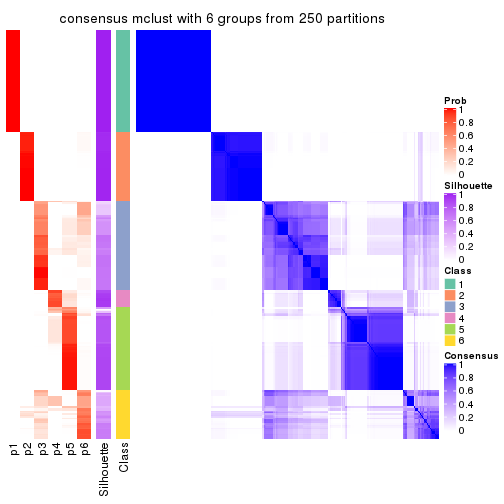 consensus mclust with 6 groups from 250 partitions
Prob
1
0.8
0.6
0.4
0.2
0
Silhouette
1
0.8
0.6
0.4
0.2
0
Class
1
2
3
4
5
6
Consensus
1
0.8
0.6
0.4
0.2
0
p1
p2
p3
p4
p5
p6
Silhouette
Class